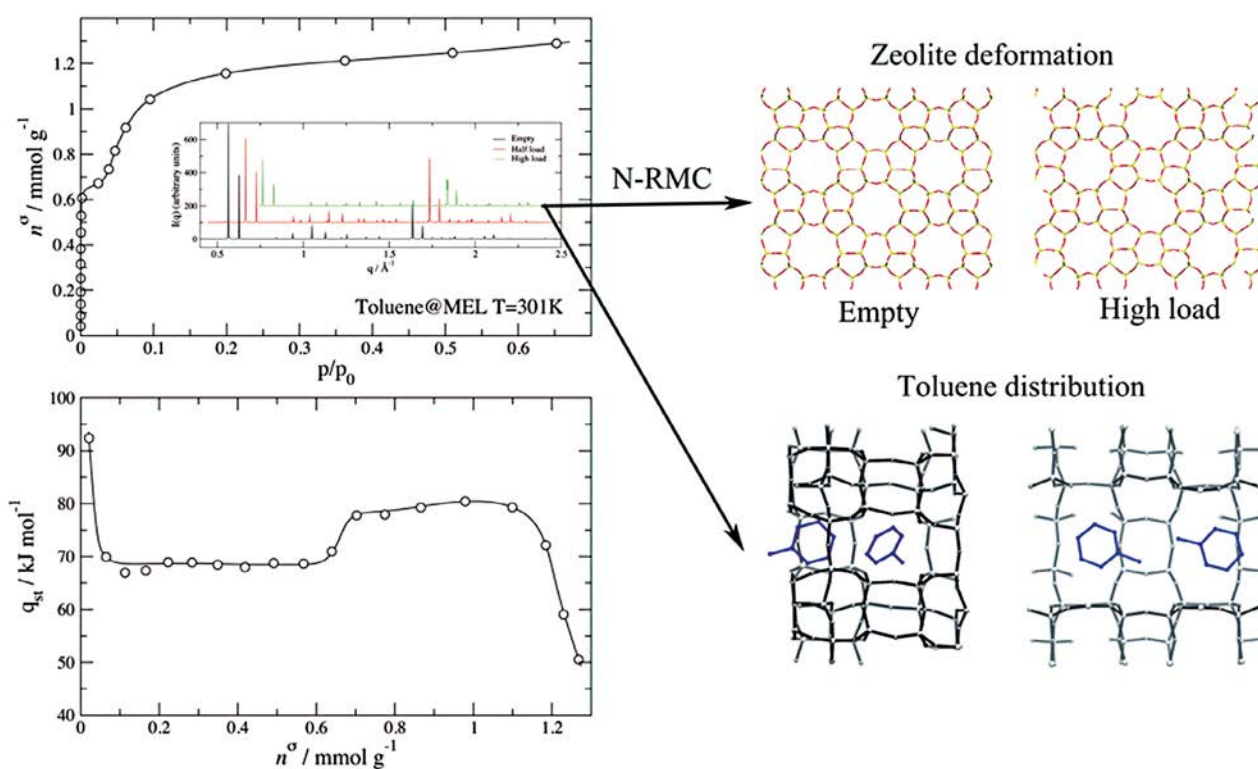 1.2
1
0.8
0.6
0.4
0.2
0
n^σ / mmol g^-1
600
400
200
0
I(q) (arbitrary units)
Empty
Half load
High load
0.5 1 1.5 2 2.5
q / Å^-1
Toluene@MEL T=301K
0 0.1 0.2 0.3 0.4 0.5 0.6
p/p_0
100
90
80
70
60
50
40
q_st / kJ mol^-1
0 0.2 0.4 0.6 0.8 1 1.2
n^σ / mmol g^-1
N-RMC
Zeolite deformation
Empty High load
Toluene distribution